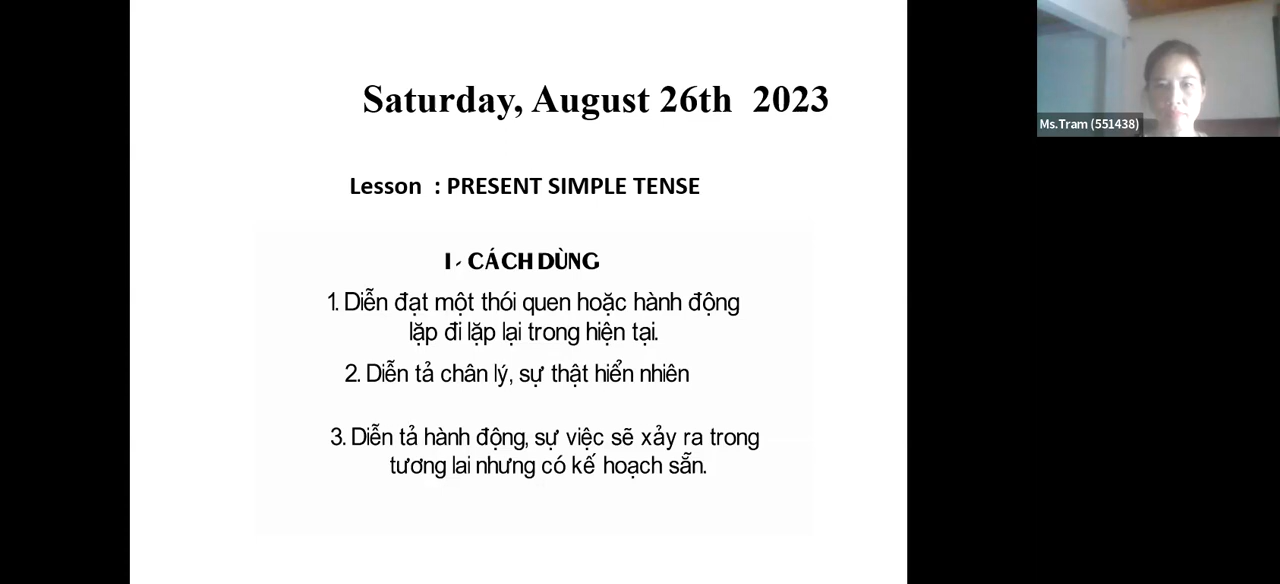 Saturday, August 26th 2023
Ms.Tram (551438)
Lesson : PRESENT SIMPLE TENSE
I - CÁCH DÙNG
1. Diễn đạt một thói quen hoặc hành động
lặp đi lặp lại trong hiện tại.
2. Diễn tả chân lý, sự thật hiển nhiên
3. Diễn tả hành động, sự việc sẽ xảy ra trong
tương lai nhưng có kế hoạch sẵn.